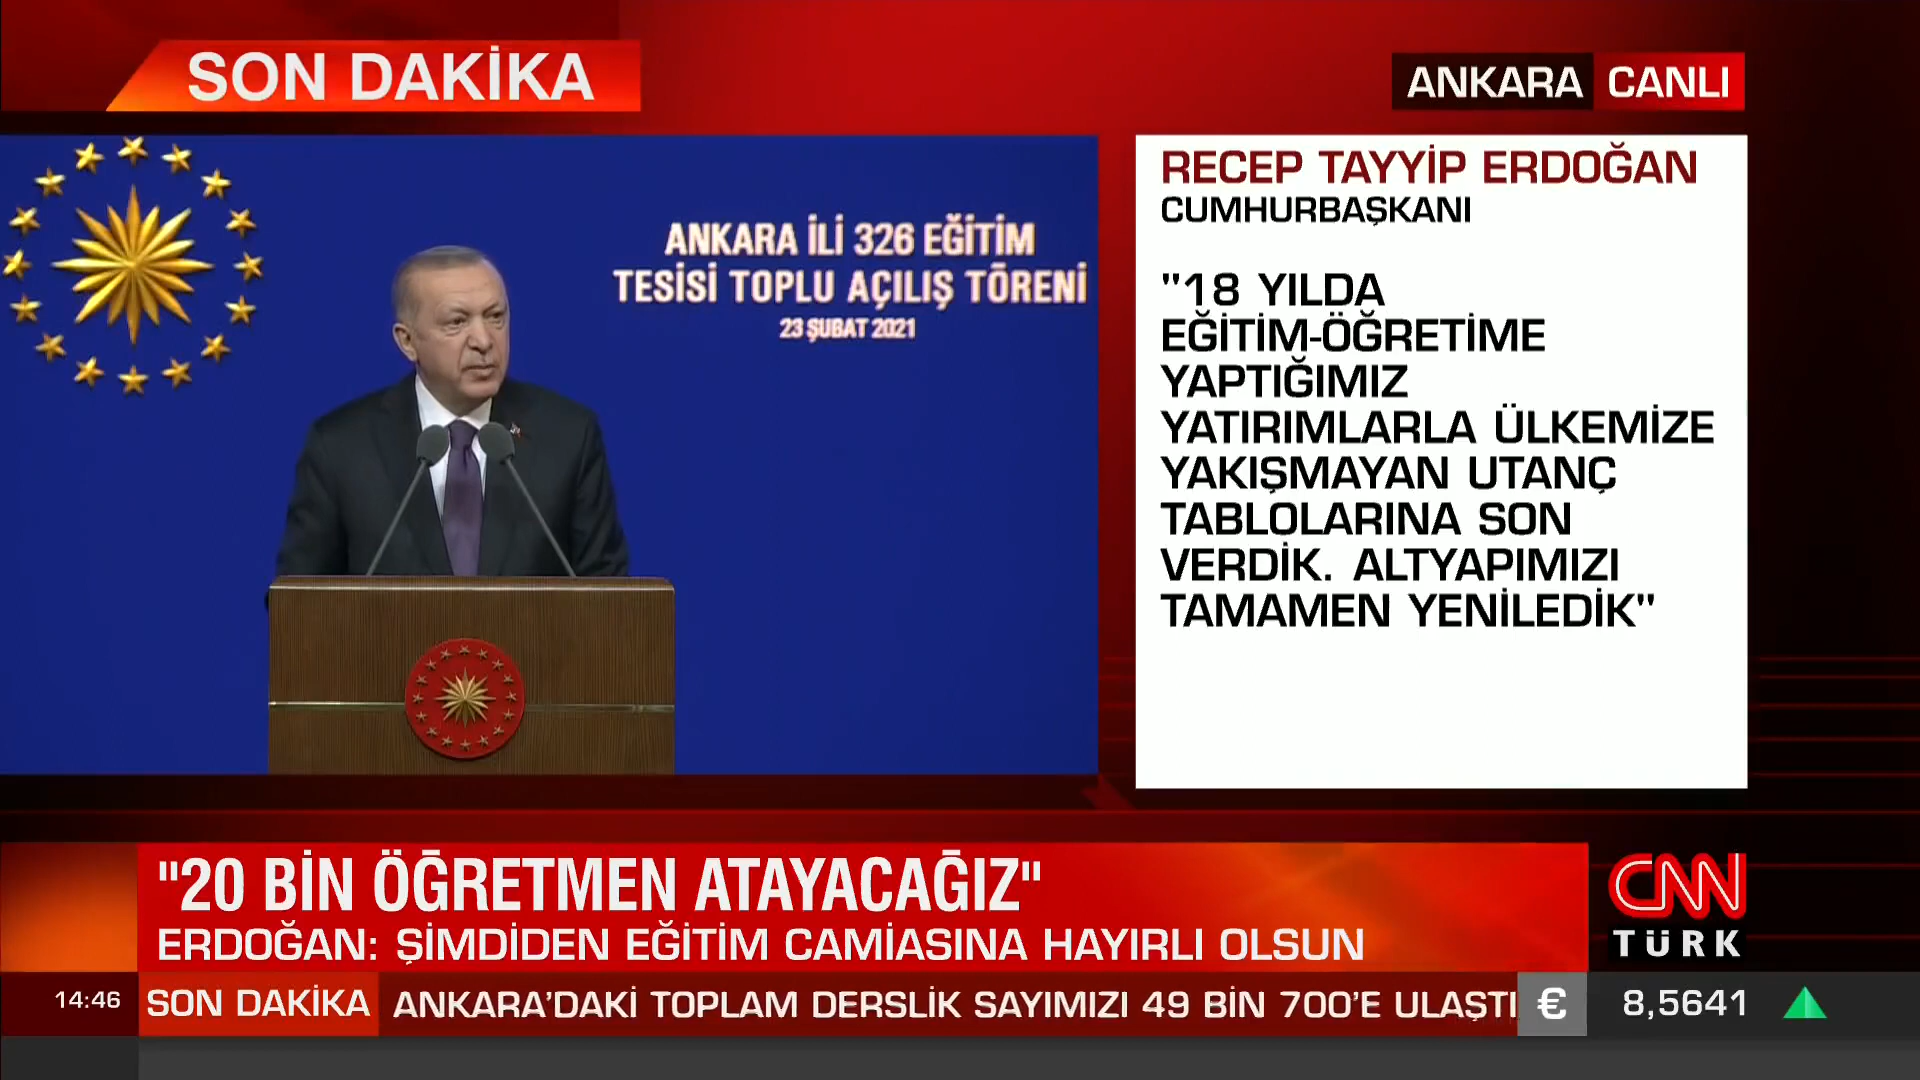 SON DAKİKA
ANKARA CANLI
ANKARA İLİ 326 EĞİTİM
TESİSİ TOPLU AÇILIŞ TÖRENİ
23 ŞUBAT 2021
RECEP TAYYİP ERDOĞAN
CUMHURBAŞKANI
"18 YILDA
EĞİTİM-ÖĞRETİME
YAPTIĞIMIZ
YATIRIMLARLA ÜLKEMİZE
YAKIŞMAYAN UTANÇ
TABLOLARINA SON
VERDİK. ALTYAPIMIZI
TAMAMEN YENİLEDİK"
"20 BİN ÖĞRETMEN ATAYACAĞIZ"
ERDOĞAN: ŞİMDİDEN EĞİTİM CAMİASINA HAYIRLI OLSUN
CNN
TÜRK
14:46 SON DAKİKA ANKARA'DAKİ TOPLAM DERSLİK SAYIMIZI 49 BİN 700'E ULAŞTI € 8,5641